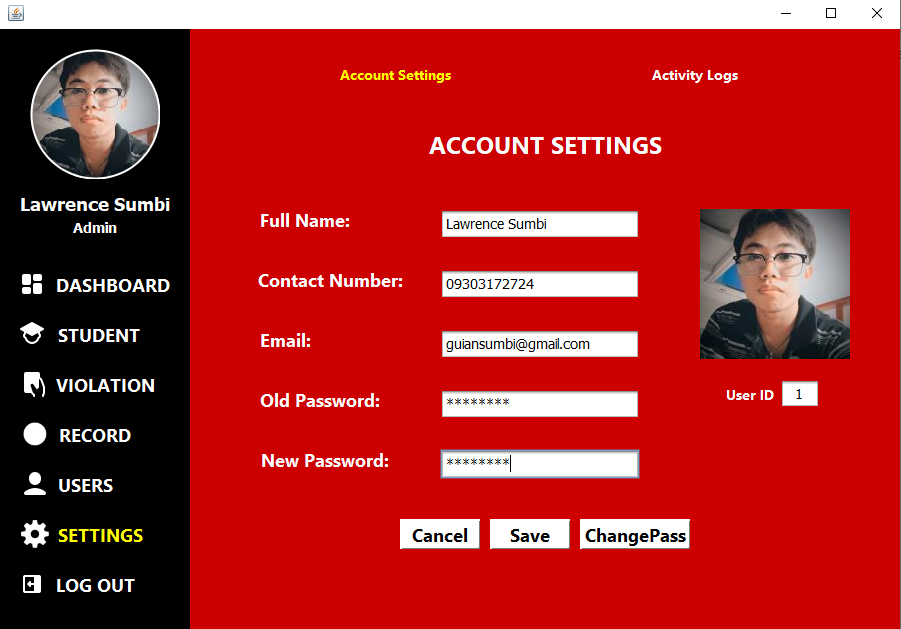 Account Settings
Activity Logs
ACCOUNT SETTINGS
Lawrence Sumbi
Admin
DASHBOARD
STUDENT
VIOLATION
RECORD
USERS
SETTINGS
LOG OUT
Full Name:
Lawrence Sumbi
Contact Number:
09303172724
Email:
guiansumbi@gmail.com
Old Password:
********
New Password:
********
User ID
1
Cancel
Save
ChangePass